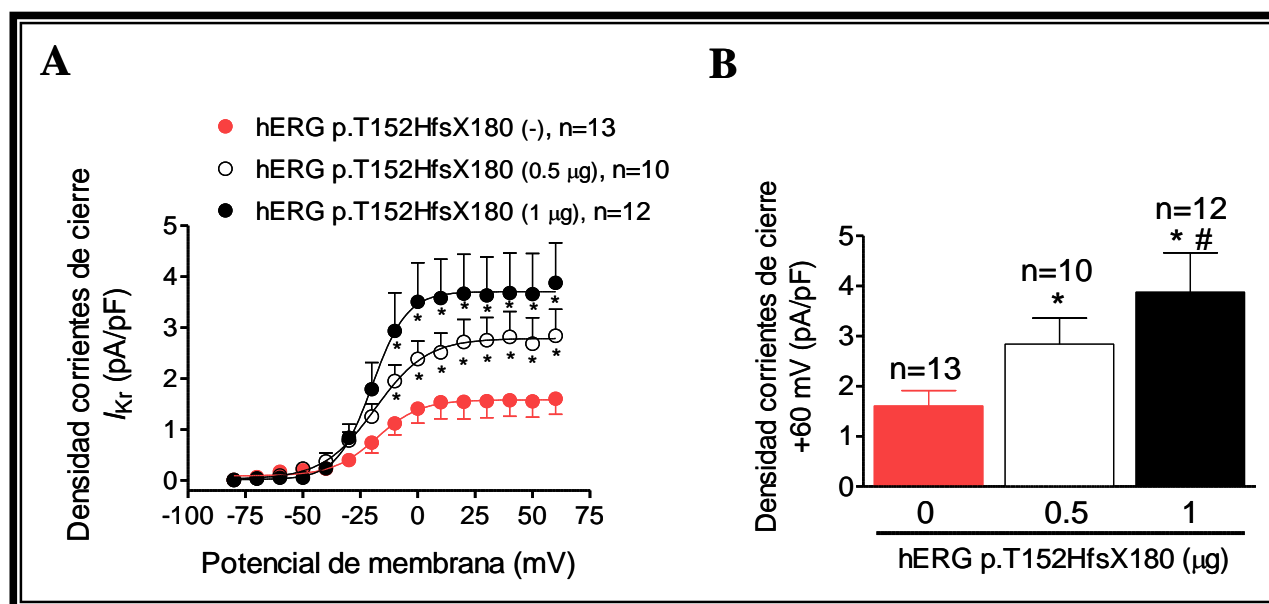 A
hERG p.T152HfsX180 (-), n=13
hERG p.T152HfsX180 (0.5 μg), n=10
hERG p.T152HfsX180 (1 μg), n=12
Densidad corrientes de cierre
IKr (pA/pF)
5
4
3
2
1
0
* * * * * * * *
* * * * * * * *
-100 -75 -50 -25 0 25 50 75
Potencial de membrana (mV)
B
Densidad corrientes de cierre
+60 mV (pA/pF)
5
4
3
2
1
0
n=13
n=10
*
n=12
* #
0 0.5 1
hERG p.T152HfsX180 (μg)